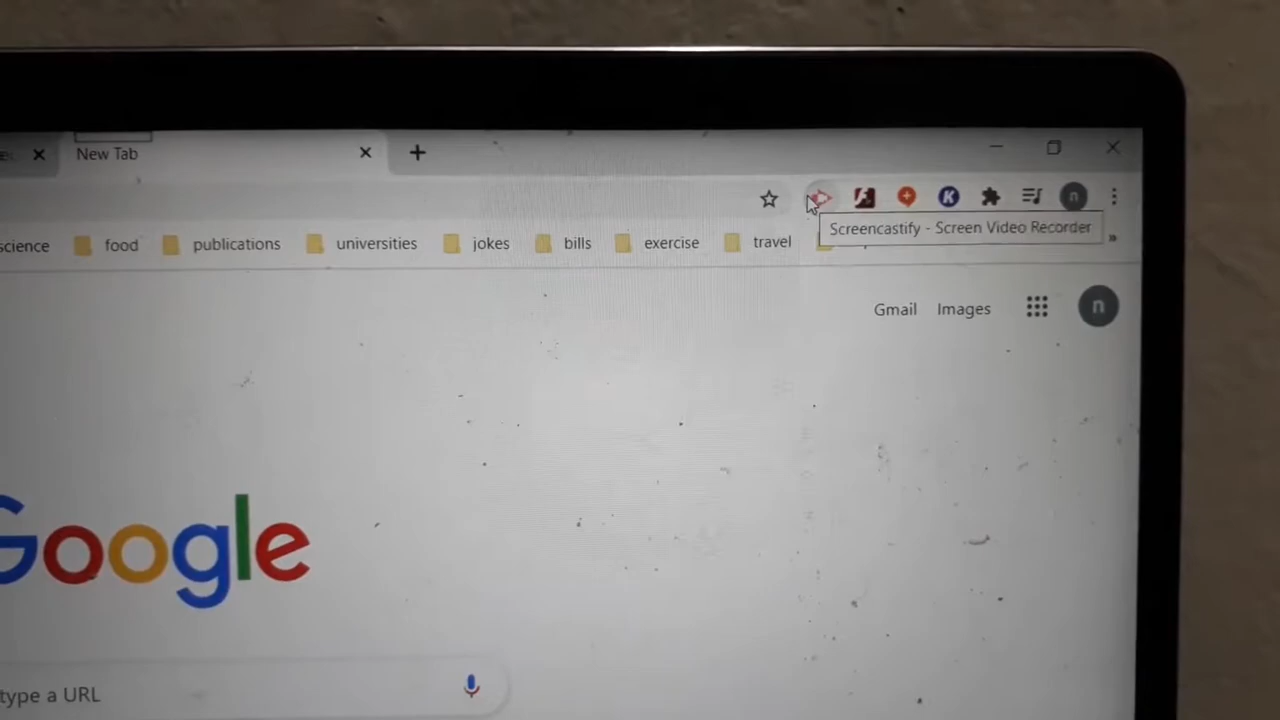 New Tab
Screencastify - Screen Video Recorder
science food publications universities jokes bills exercise travel
Gmail Images n
Google
type a URL